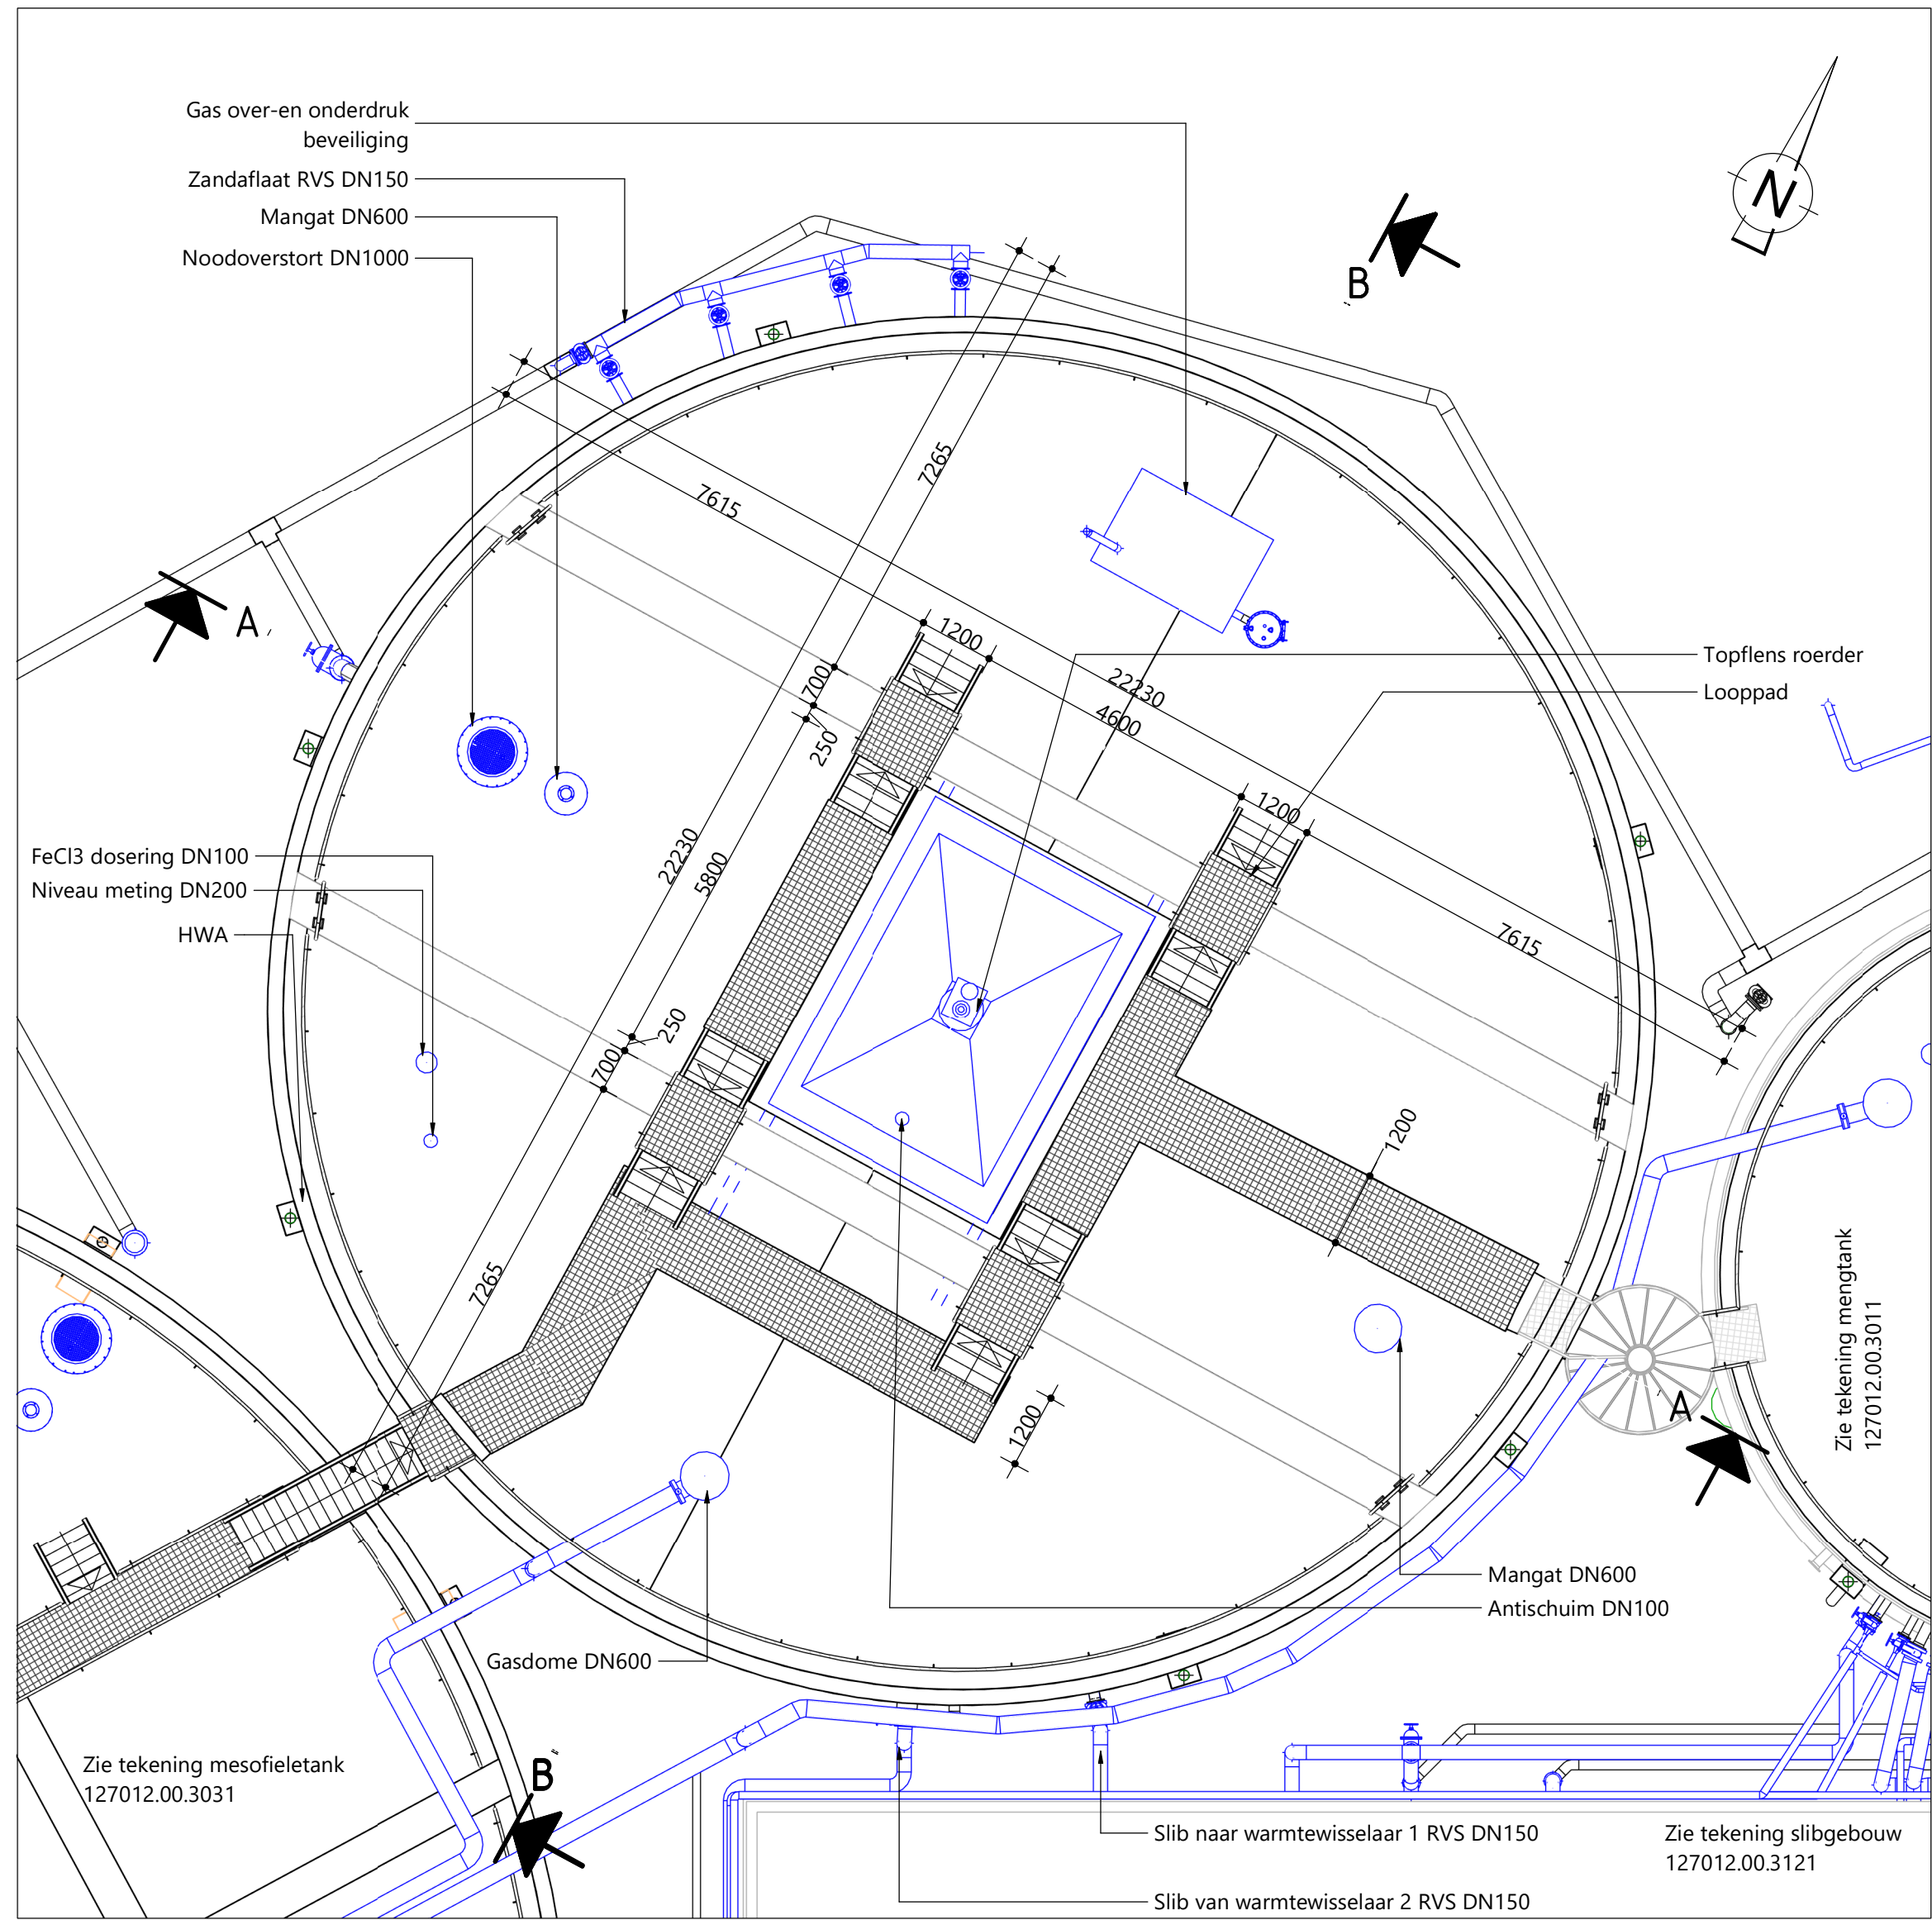 Gas over-en onderdruk
beveiliging
Zandaflaat RVS DN150
Mangat DN600
Noodoverstort DN1000
N
B
A
7265
7615
1200
700
250
22230
4600
1200
7615
22230
5800
250
700
7265
1200
1200
Topflens roerder
Looppad
FeCl3 dosering DN100
Niveau meting DN200
HWA
Zie tekening mengtank
127012.00.3011
A
Mangat DN600
Antischuim DN100
Gasdome DN600
Zie tekening mesofieletank
127012.00.3031
B
Slib naar warmtewisselaar 1 RVS DN150
Slib van warmtewisselaar 2 RVS DN150
Zie tekening slibgebouw
127012.00.3121